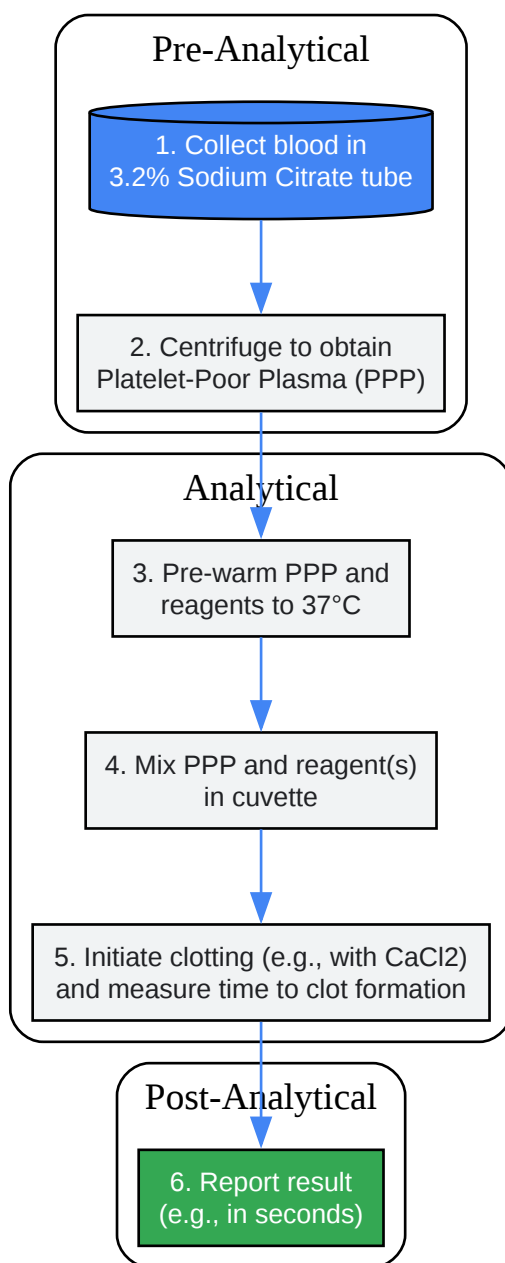 Pre-Analytical
1. Collect blood in
3.2% Sodium Citrate tube
2. Centrifuge to obtain
Platelet-Poor Plasma (PPP)
Analytical
3. Pre-warm PPP and
reagents to 37°C
4. Mix PPP and reagent(s)
in cuvette
5. Initiate clotting (e.g., with CaCl2)
and measure time to clot formation
Post-Analytical
6. Report result
(e.g., in seconds)